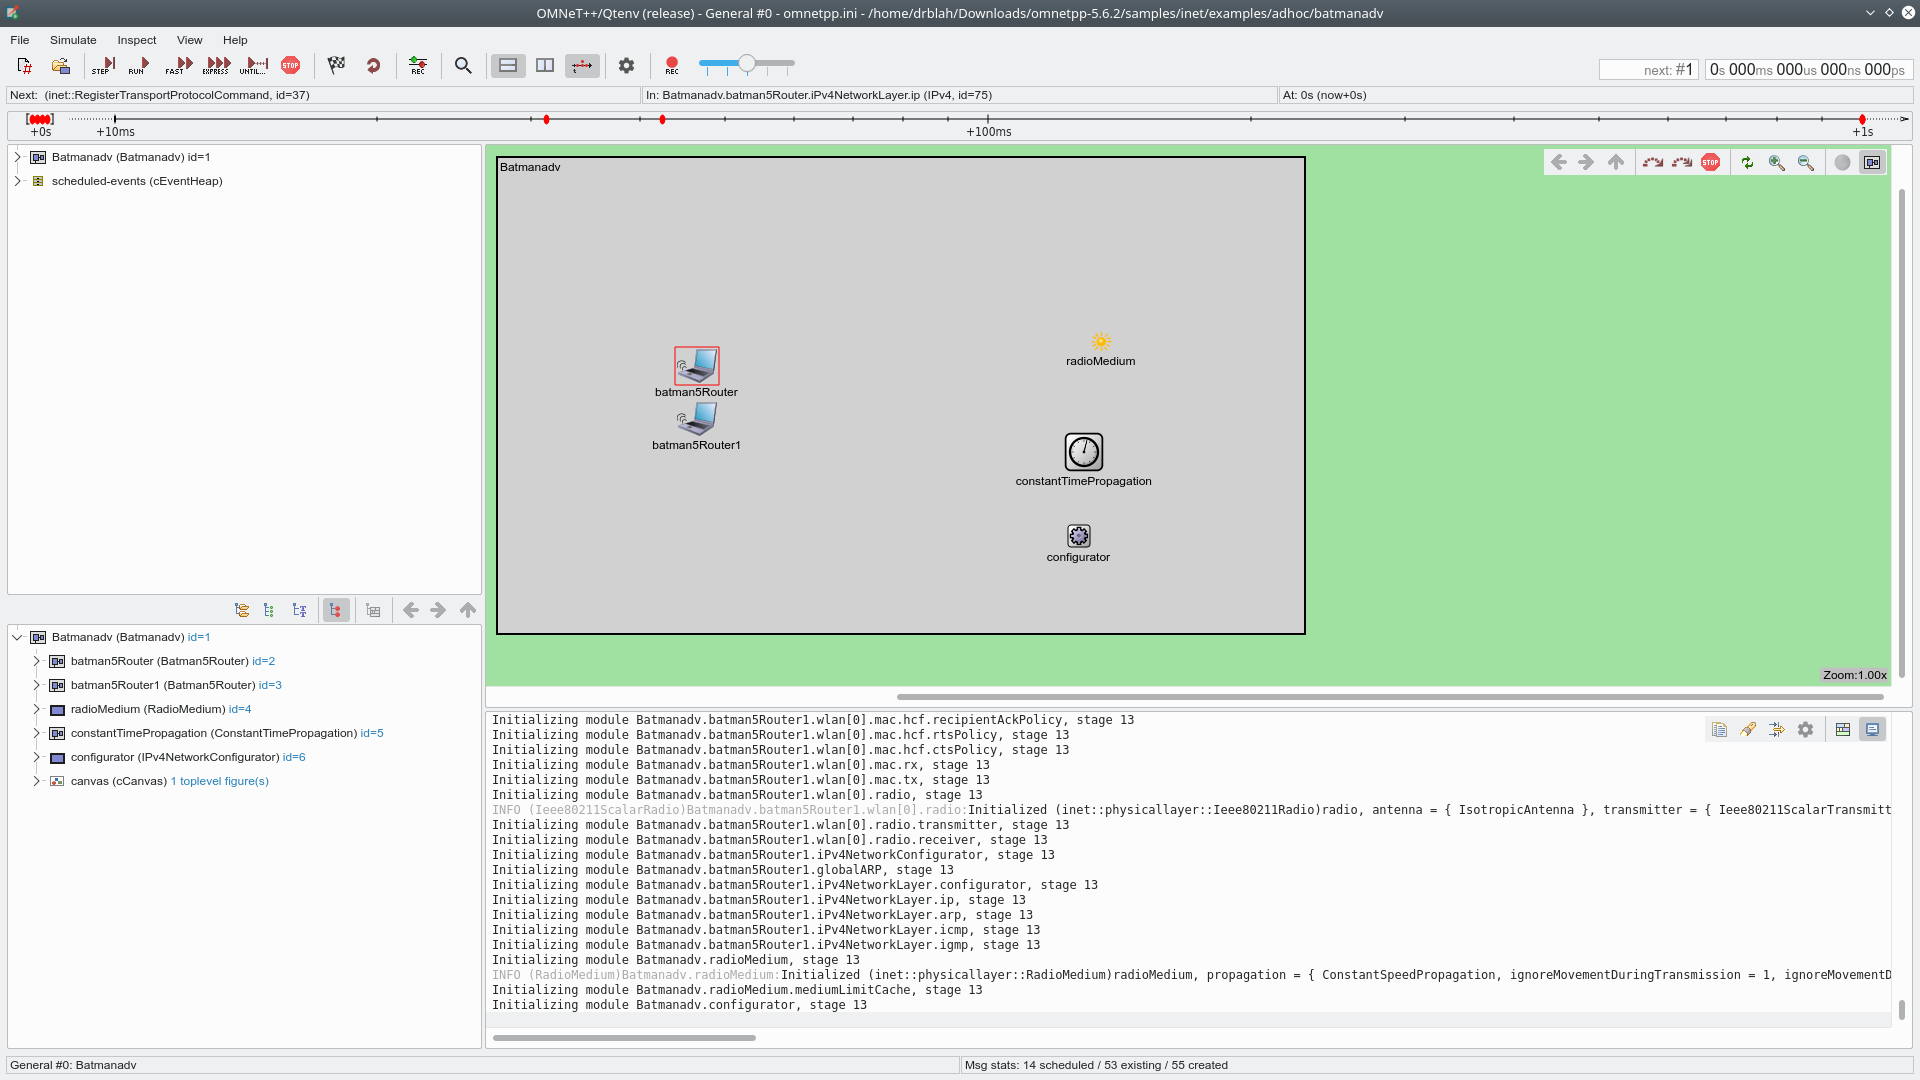 OMNeT++/Qtenv (release) - General #0 - omnetpp.ini - /home/drblah/Downloads/omnetpp-5.6.2/samples/inet/examples/adhoc/batmanadv
File Simulate Inspect View Help
STEP RUN FAST EXPRESS UNTIL... STOP REC REC
next: #1 0s 000ms 000us 000ns 000ps
Next: (inet::RegisterTransportProtocolCommand, id=37) In: Batmanadv.batman5Router.iPv4NetworkLayer.ip (IPv4, id=75) At: 0s (now+0s)
+0s +10ms +100ms +1s
Batmanadv (Batmanadv) id=1
scheduled-events (cEventHeap)
Batmanadv
STOP
radioMedium
batman5Router
batman5Router1
constantTimePropagation
configurator
Zoom:1.00x
Batmanadv (Batmanadv) id=1
batman5Router (Batman5Router) id=2
batman5Router1 (Batman5Router) id=3
radioMedium (RadioMedium) id=4
constantTimePropagation (ConstantTimePropagation) id=5
configurator (IPv4NetworkConfigurator) id=6
canvas (cCanvas) 1 toplevel figure(s)
Initializing module Batmanadv.batman5Router1.wlan[0].mac.hcf.recipientAckPolicy, stage 13
Initializing module Batmanadv.batman5Router1.wlan[0].mac.hcf.rtsPolicy, stage 13
Initializing module Batmanadv.batman5Router1.wlan[0].mac.hcf.ctsPolicy, stage 13
Initializing module Batmanadv.batman5Router1.wlan[0].mac.rx, stage 13
Initializing module Batmanadv.batman5Router1.wlan[0].mac.tx, stage 13
Initializing module Batmanadv.batman5Router1.wlan[0].radio, stage 13
INFO (Ieee80211ScalarRadio)Batmanadv.batman5Router1.wlan[0].radio:Initialized (inet::physicallayer::Ieee80211Radio)radio, antenna = { IsotropicAntenna }, transmitter = { Ieee80211ScalarTransmitt
Initializing module Batmanadv.batman5Router1.wlan[0].radio.transmitter, stage 13
Initializing module Batmanadv.batman5Router1.wlan[0].radio.receiver, stage 13
Initializing module Batmanadv.batman5Router1.iPv4NetworkConfigurator, stage 13
Initializing module Batmanadv.batman5Router1.globalARP, stage 13
Initializing module Batmanadv.batman5Router1.iPv4NetworkLayer.configurator, stage 13
Initializing module Batmanadv.batman5Router1.iPv4NetworkLayer.ip, stage 13
Initializing module Batmanadv.batman5Router1.iPv4NetworkLayer.arp, stage 13
Initializing module Batmanadv.batman5Router1.iPv4NetworkLayer.icmp, stage 13
Initializing module Batmanadv.batman5Router1.iPv4NetworkLayer.igmp, stage 13
Initializing module Batmanadv.radioMedium, stage 13
INFO (RadioMedium)Batmanadv.radioMedium:Initialized (inet::physicallayer::RadioMedium)radioMedium, propagation = { ConstantSpeedPropagation, ignoreMovementDuringTransmission = 1, ignoreMovementD
Initializing module Batmanadv.radioMedium.mediumLimitCache, stage 13
Initializing module Batmanadv.configurator, stage 13
General #0: Batmanadv Msg stats: 14 scheduled / 53 existing / 55 created